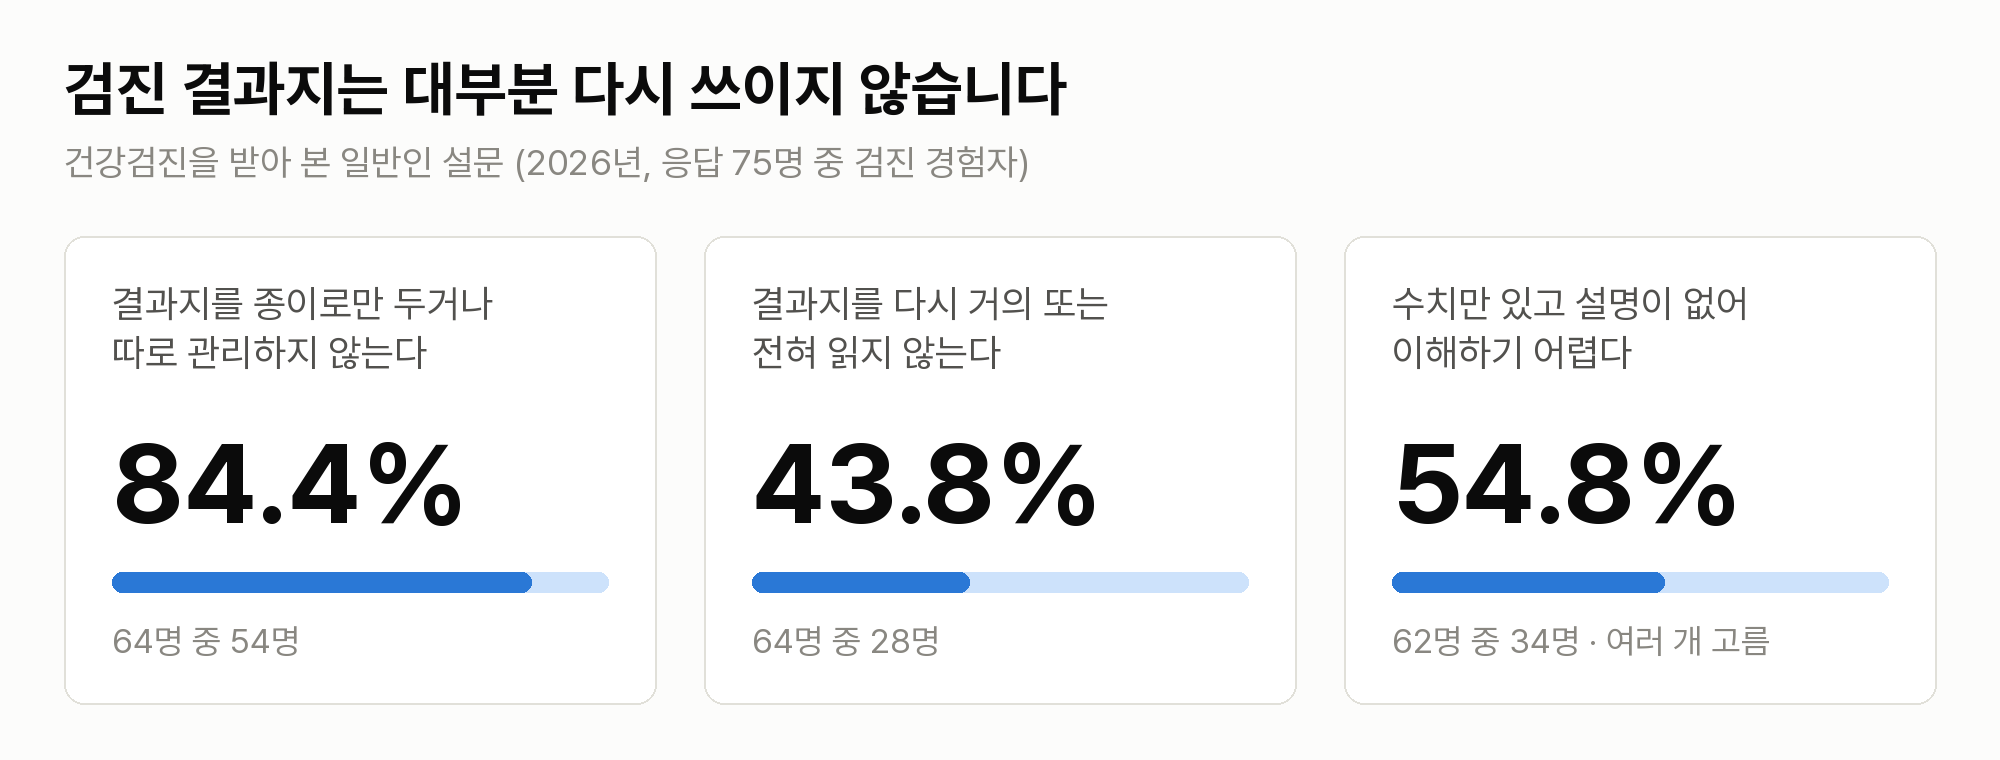 검진 결과지는 대부분 다시 쓰이지 않습니다
건강검진을 받아 본 일반인 설문 (2026년, 응답 75명 중 검진 경험자)
결과지를 종이로만 두거나
따로 관리하지 않는다
84.4%
64명 중 54명
결과지를 다시 거의 또는
전혀 읽지 않는다
43.8%
64명 중 28명
수치만 있고 설명이 없어
이해하기 어렵다
54.8%
62명 중 34명 · 여러 개 고름